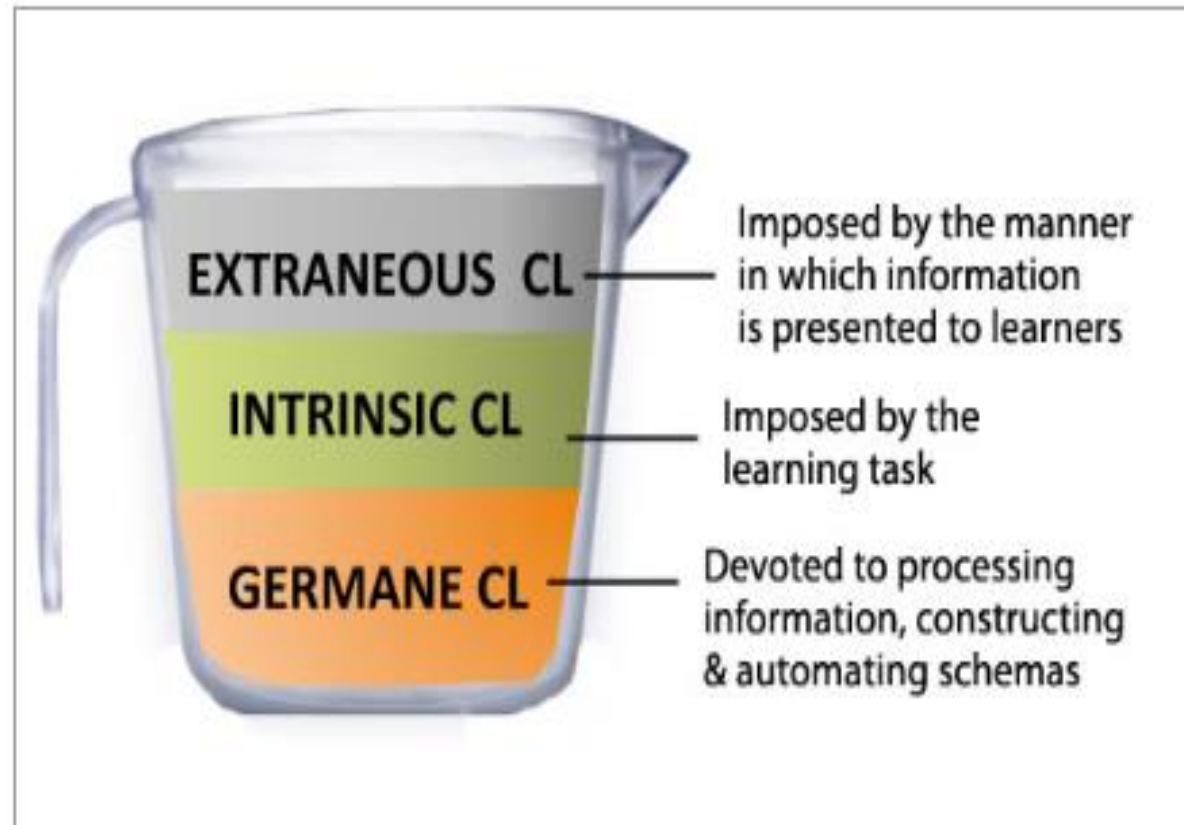 EXTRANEOUS CL
Imposed by the manner
in which information
is presented to learners
INTRINSIC CL
Imposed by the
learning task
GERMANE CL
Devoted to processing
information, constructing
& automating schemas